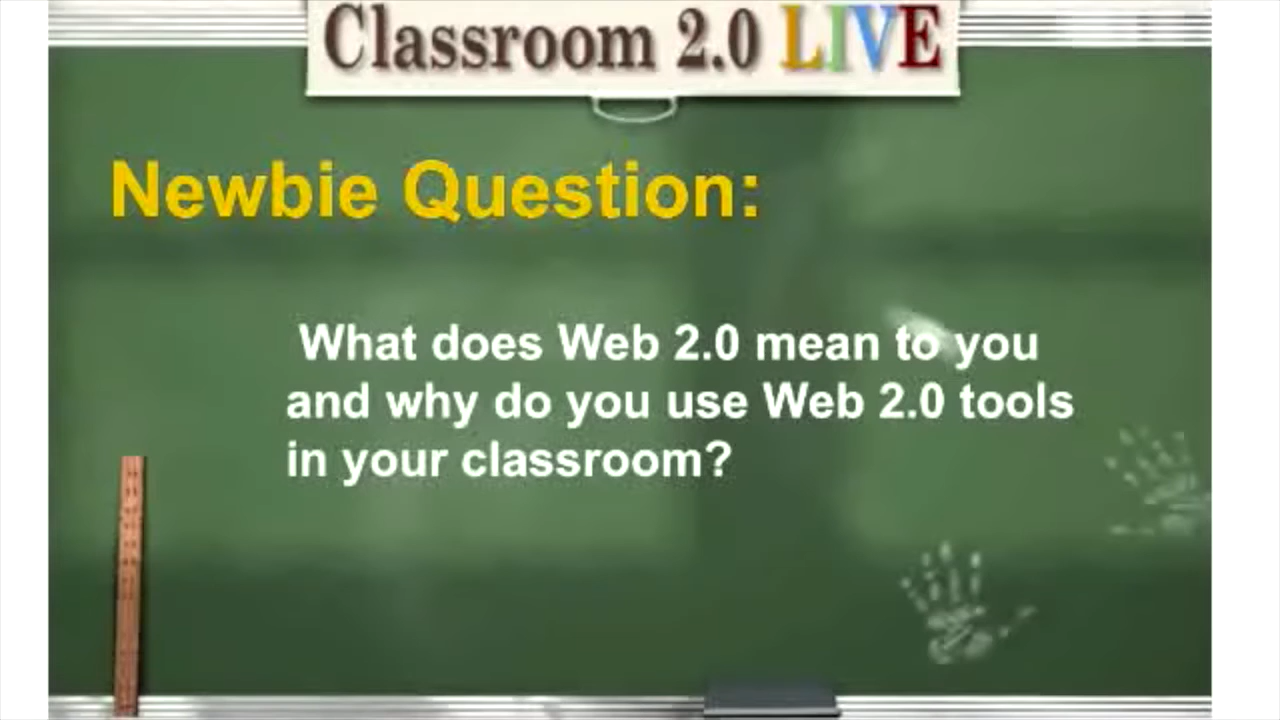 Classroom 2.0 LIVE
Newbie Question:
What does Web 2.0 mean to you
and why do you use Web 2.0 tools
in your classroom?